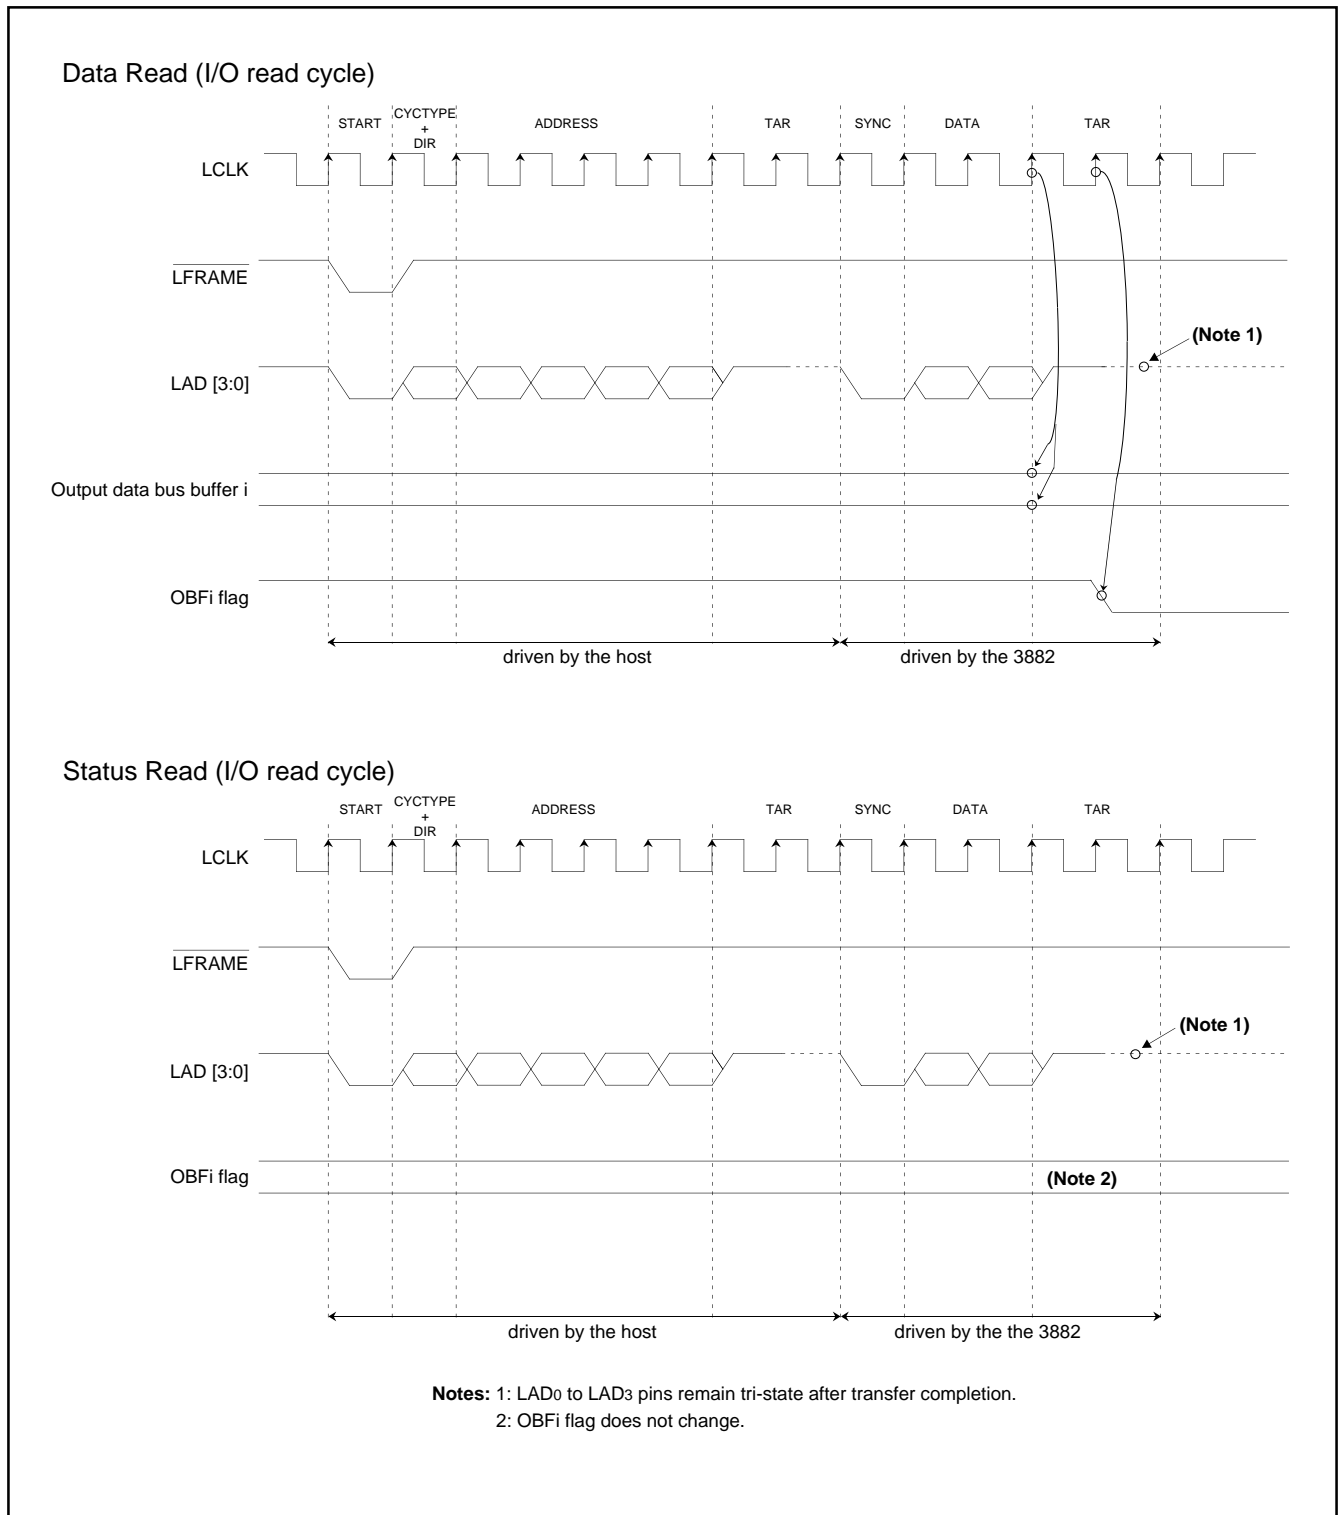 Data Read (I/O read cycle)
START
CYCTYPE
+
DIR
ADDRESS
TAR
SYNC
DATA
TAR
LCLK
LFRAME
(Note 1)
LAD [3:0]
Output data bus buffer i
OBFi flag
driven by the host
driven by the 3882
Status Read (I/O read cycle)
START
CYCTYPE
+
DIR
ADDRESS
TAR
SYNC
DATA
TAR
LCLK
LFRAME
(Note 1)
LAD [3:0]
OBFi flag
(Note 2)
driven by the host
driven by the the 3882
Notes: 1: LAD0 to LAD3 pins remain tri-state after transfer completion.
2: OBFi flag does not change.